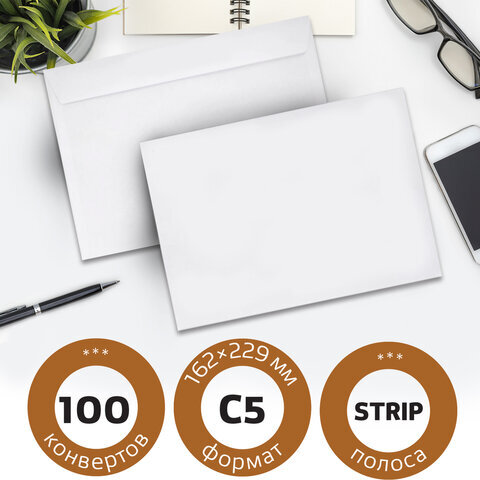 ***
100
конвертов
162×229 мм
C5
формат
***
STRIP
полоса